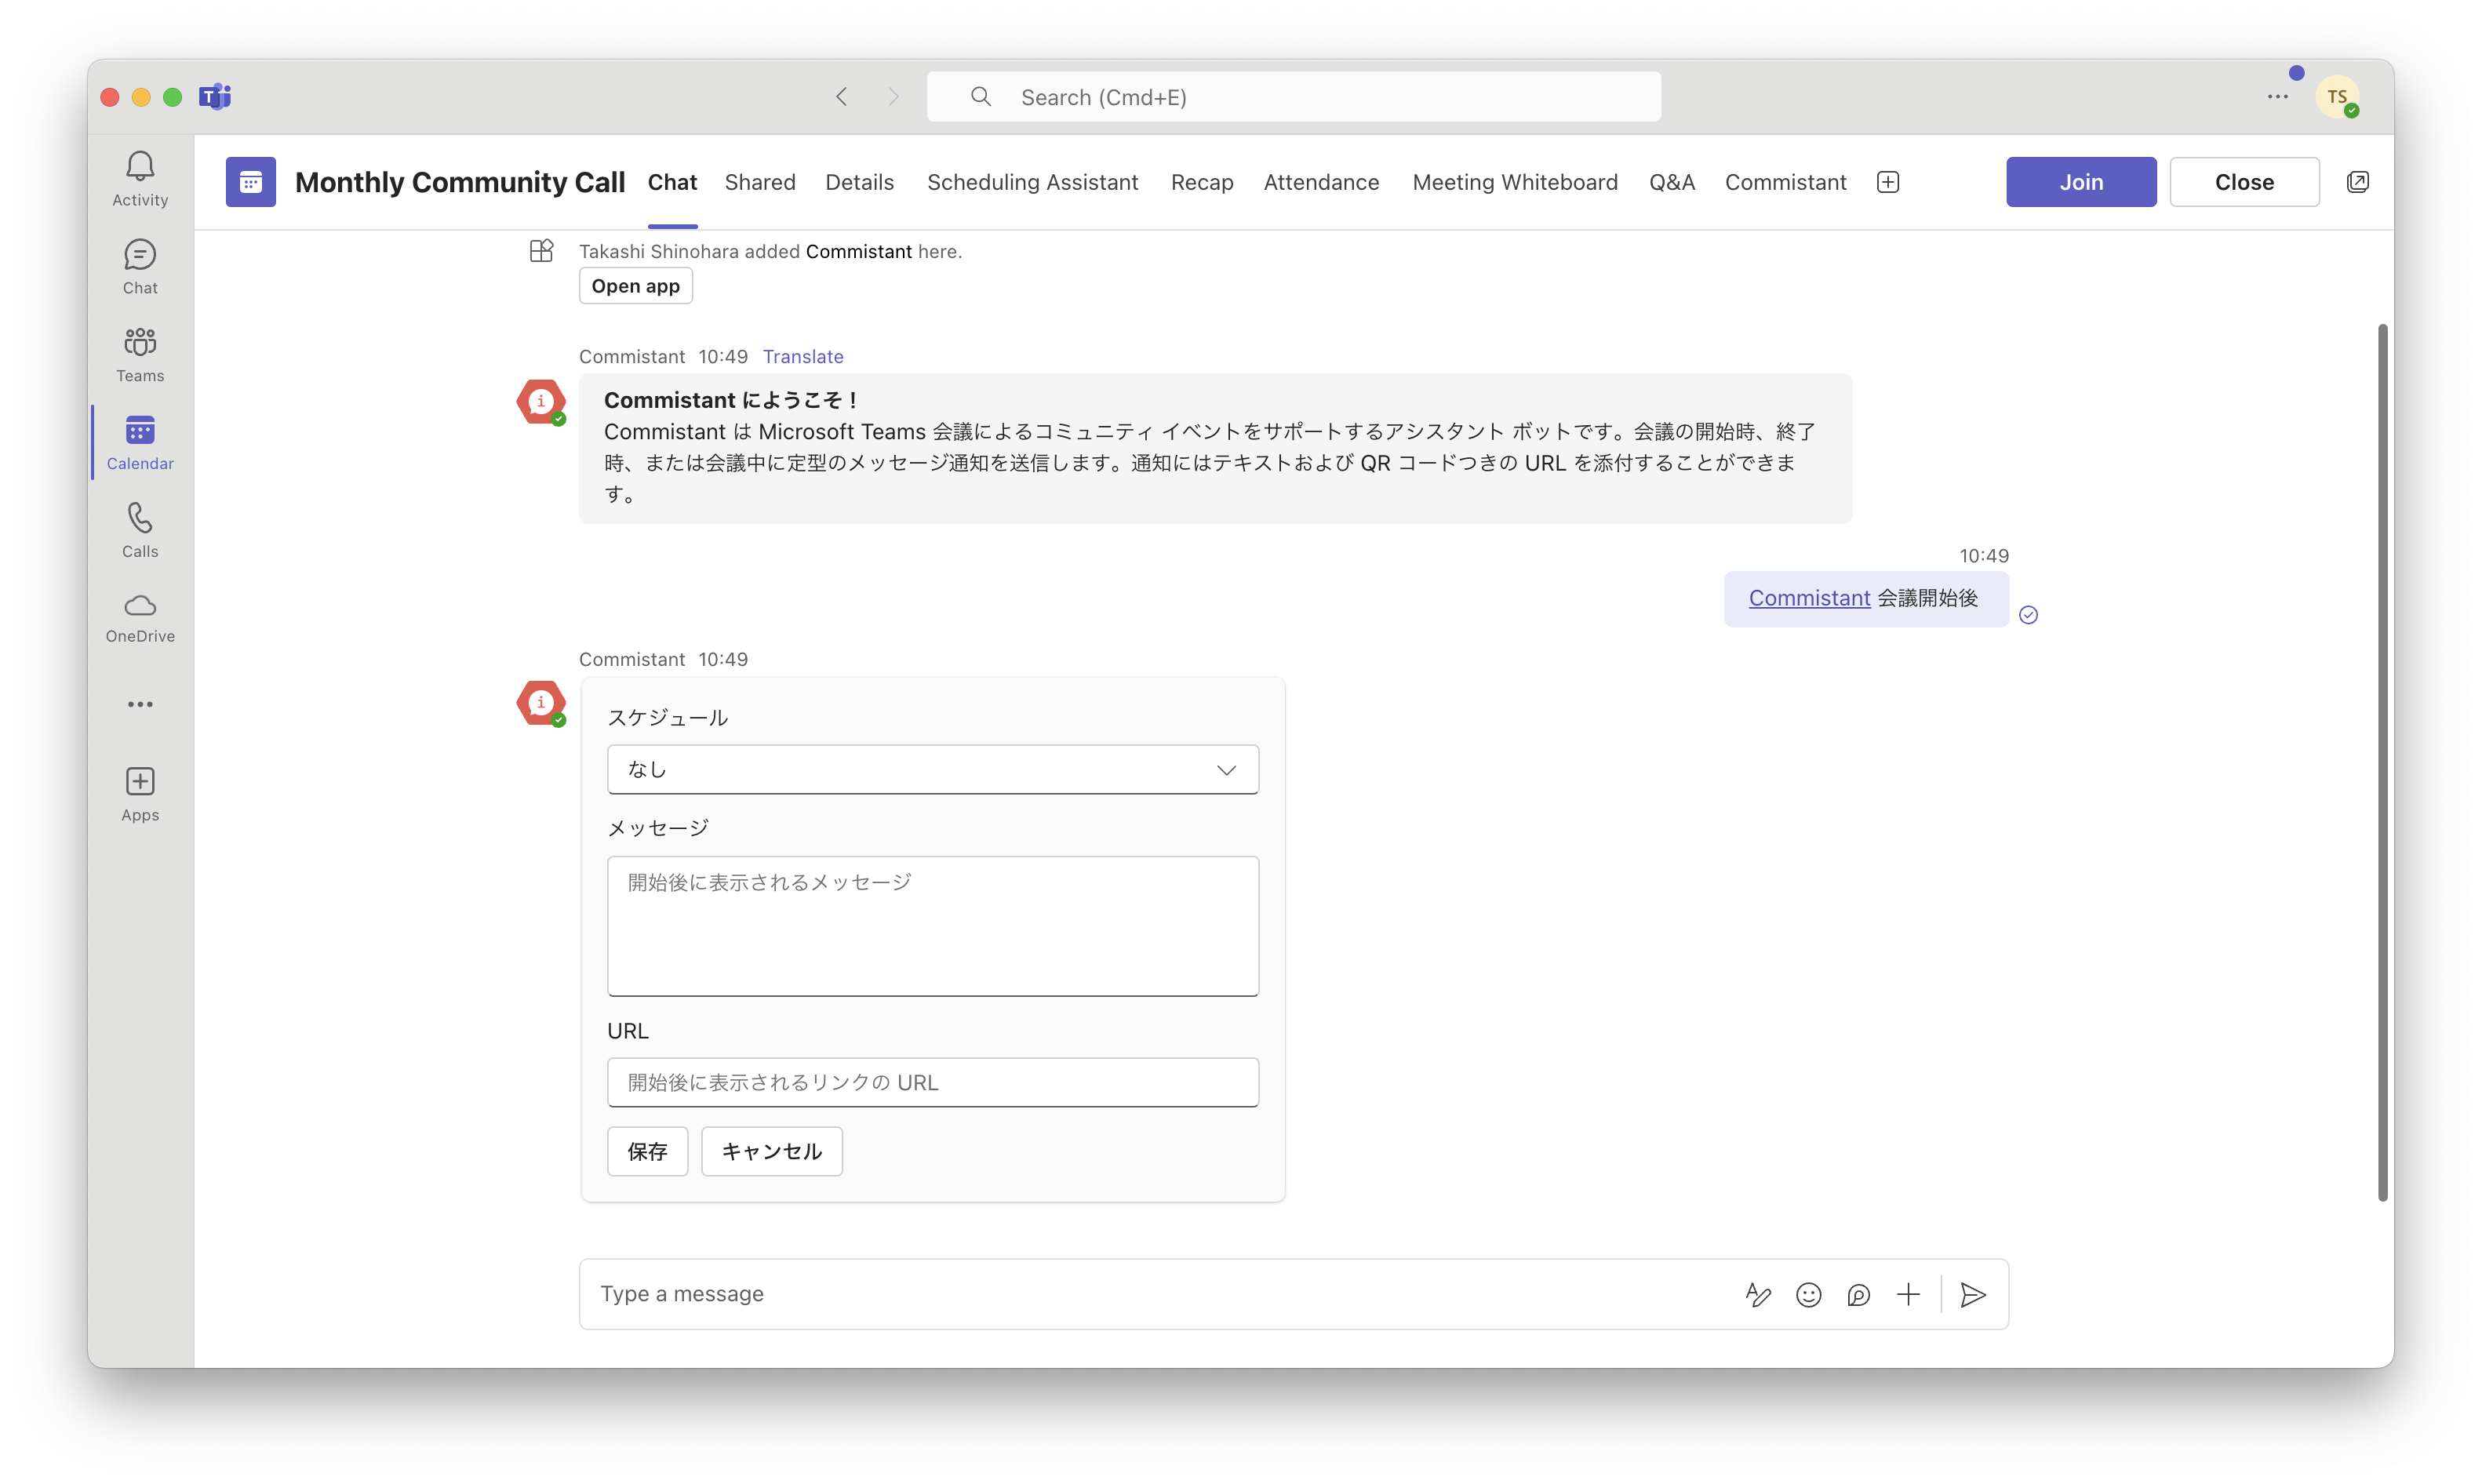 Search (Cmd+E)
TS
Activity
Chat
Teams
Calendar
Calls
OneDrive
Apps
Monthly Community Call Chat Shared Details Scheduling Assistant Recap Attendance Meeting Whiteboard Q&A Commistant Join Close
Takashi Shinohara added Commistant here.
Open app
Commistant 10:49 Translate
Commistant にようこそ！
Commistant は Microsoft Teams 会議によるコミュニティ イベントをサポートするアシスタント ボットです。会議の開始時、終了
時、または会議中に定型のメッセージ通知を送信します。通知にはテキストおよび QR コードつきの URL を添付することができま
す。
10:49
Commistant 会議開始後
Commistant 10:49
スケジュール
なし
メッセージ
開始後に表示されるメッセージ
URL
開始後に表示されるリンクの URL
保存 キャンセル
Type a message